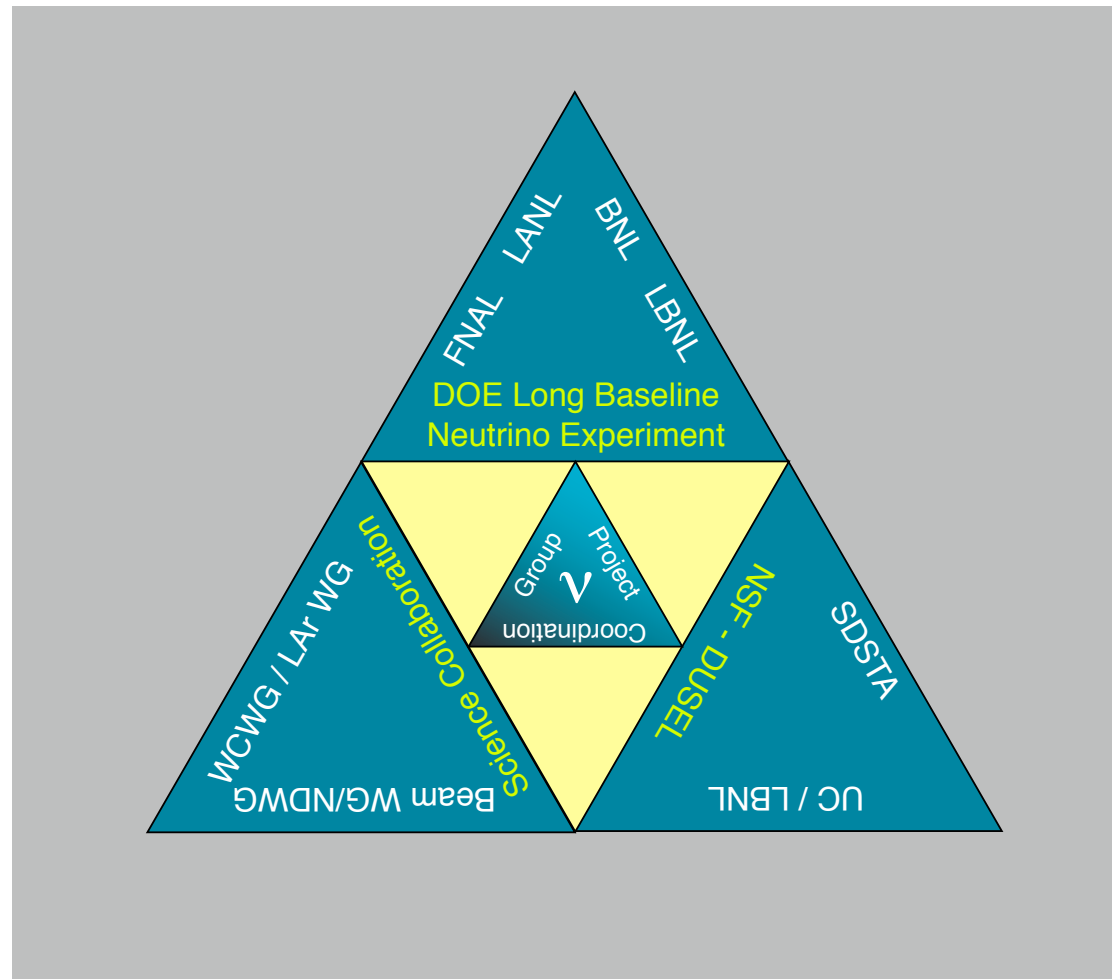 LANL
BNL
FNAL
LBNL
DOE Long Baseline
Neutrino Experiment
Group
Project
ν
Coordination
WCWG / LAr WG
Science Collaboration
Beam WG/NDWG
NSF - DUSEL
SDSTA
UC / LBNL